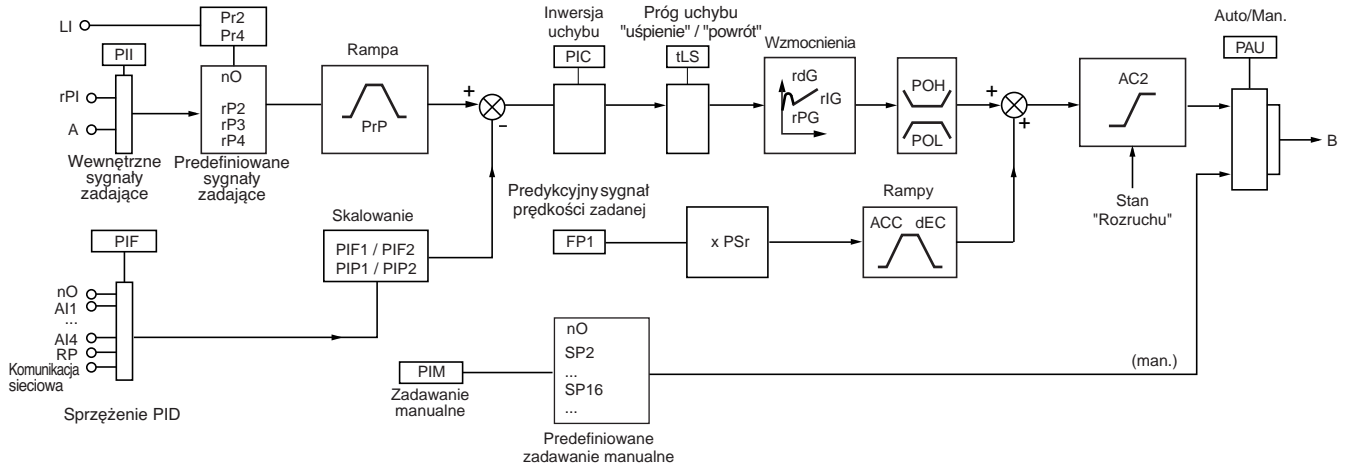 LI
Pr2
Pr4
PII
rPI
A
Wewnętrzne
sygnały
zadające
nO
rP2
rP3
rP4
Predefiniowane
sygnały
zadające
Rampa
PrP
+
–
Inwersja
uchybu
PIC
Próg uchybu
"uśpienie" / "powrót"
tLS
Wzmocnienia
rdG
rIG
rPG
POH
POL
+
+
AC2
Stan
"Rozruchu"
Auto/Man.
PAU
B
Predykcyjny sygnał
prędkości zadanej
FP1
x PSr
Rampy
ACC dEC
Skalowanie
PIF1 / PIF2
PIP1 / PIP2
PIF
nO
AI1
...
AI4
RP
Komunikacja
sieciowa
Sprzężenie PID
PIM
Zadawanie
manualne
nO
SP2
...
SP16
...
Predefiniowane
zadawanie manualne
(man.)